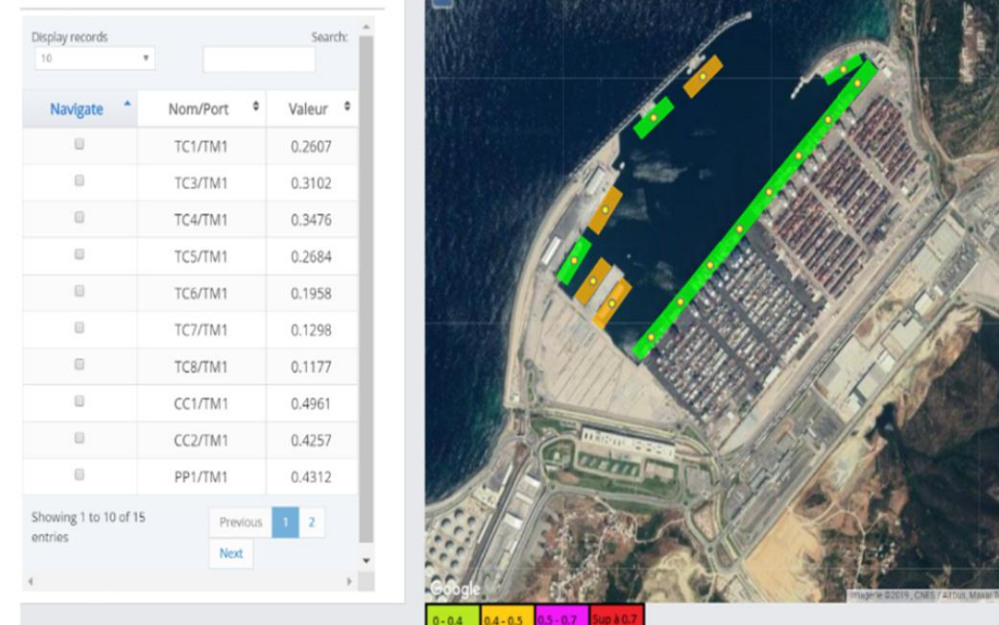 Display records
Search:
10
Navigate Nom/Port Valeur
TC1/TM1 0.2607
TC3/TM1 0.3102
TC4/TM1 0.3476
TC5/TM1 0.2684
TC6/TM1 0.1958
TC7/TM1 0.1298
TC8/TM1 0.1177
CC1/TM1 0.4961
CC2/TM1 0.4257
PP1/TM1 0.4312
Showing 1 to 10 of 15
entries
Previous 1 2
Next
Google
Imagerie ©2019 , CNES / Airbus, Maxar
0 - 0.4 0.4 - 0.5 0.5 - 0.7 Sup à 0.7